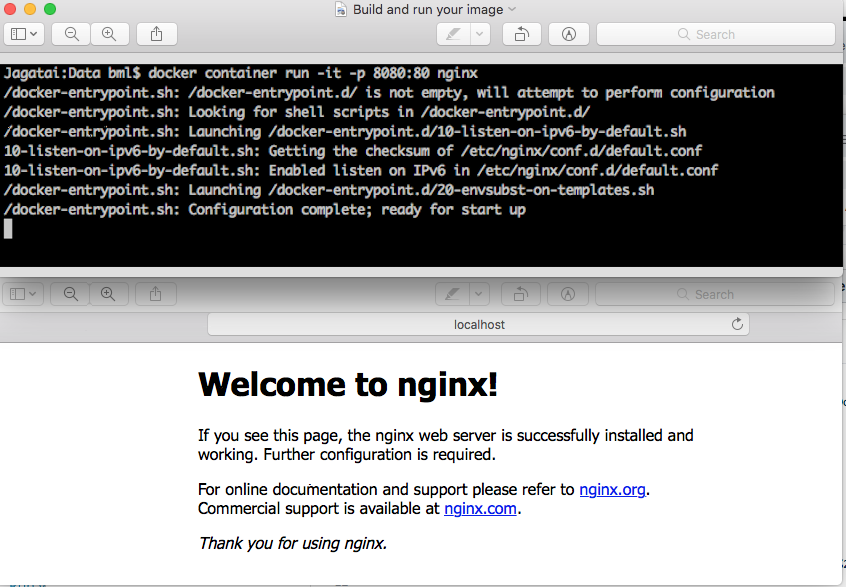 Build and run your image
Search
Jagatai:Data bml$ docker container run -it -p 8080:80 nginx
/docker-entrypoint.sh: /docker-entrypoint.d/ is not empty, will attempt to perform configuration
/docker-entrypoint.sh: Looking for shell scripts in /docker-entrypoint.d/
/docker-entrypoint.sh: Launching /docker-entrypoint.d/10-listen-on-ipv6-by-default.sh
10-listen-on-ipv6-by-default.sh: Getting the checksum of /etc/nginx/conf.d/default.conf
10-listen-on-ipv6-by-default.sh: Enabled listen on IPv6 in /etc/nginx/conf.d/default.conf
/docker-entrypoint.sh: Launching /docker-entrypoint.d/20-envsubst-on-templates.sh
/docker-entrypoint.sh: Configuration complete; ready for start up
Search
localhost
Welcome to nginx!
If you see this page, the nginx web server is successfully installed and
working. Further configuration is required.
For online documentation and support please refer to nginx.org.
Commercial support is available at nginx.com.
Thank you for using nginx.